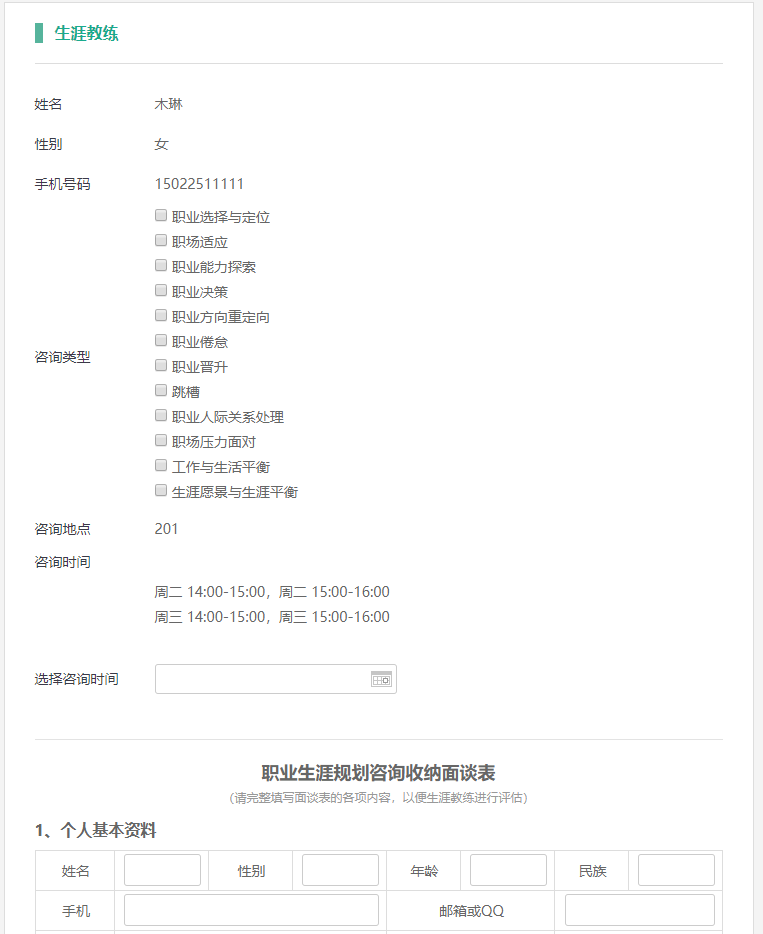 生涯教练
姓名 木琳
性别 女
手机号码 15022511111
咨询类型
职业选择与定位
职场适应
职业能力探索
职业决策
职业方向重定向
职业倦怠
职业晋升
跳槽
职业人际关系处理
职场压力面对
工作与生活平衡
生涯愿景与生涯平衡
咨询地点 201
咨询时间
周二 14:00-15:00，周二 15:00-16:00
周三 14:00-15:00，周三 15:00-16:00
选择咨询时间
职业生涯规划咨询收纳面谈表
（请完整填写面谈表的各项内容，以便生涯教练进行评估）
1、个人基本资料
姓名 性别 年龄 民族
手机 邮箱或QQ